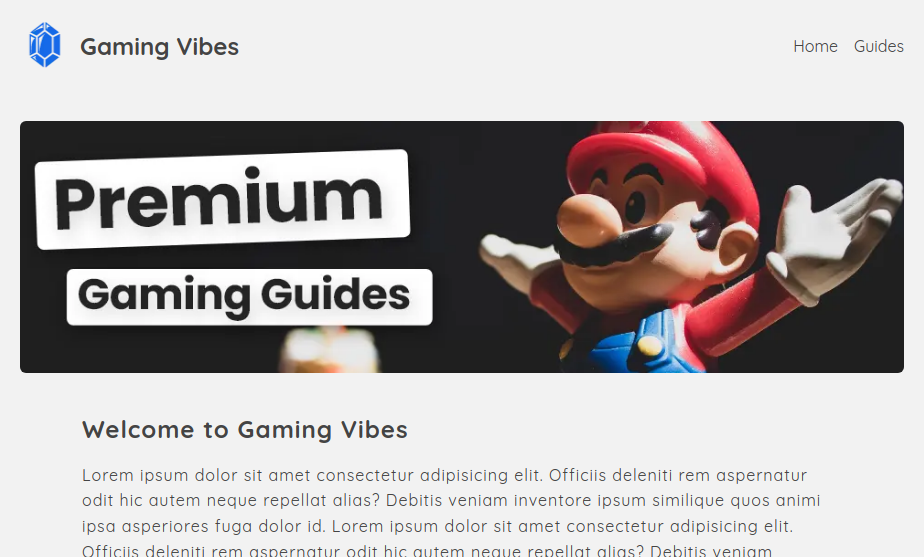 Gaming Vibes
Home Guides
Premium
Gaming Guides
Welcome to Gaming Vibes
Lorem ipsum dolor sit amet consectetur adipisicing elit. Officiis deleniti rem aspernatur
odit hic autem neque repellat alias? Debitis veniam inventore ipsum similique quos animi
ipsa asperiores fuga dolor id. Lorem ipsum dolor sit amet consectetur adipisicing elit.
Officiis deleniti rem aspernatur odit hic autem neque repellat alias? Debitis veniam